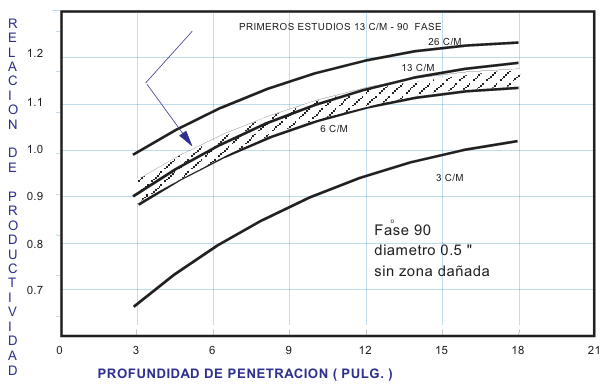 RELACION DE PRODUCTIVIDAD
PRIMEROS ESTUDIOS 13 C/M - 90 FASE
26 C/M
13 C/M
6 C/M
3 C/M
1.2
1.1
1.0
0.9
0.8
0.7
Fase 90°
diametro 0.5 "
sin zona dañada
0 3 6 9 12 15 18 21
PROFUNDIDAD DE PENETRACION ( PULG. )